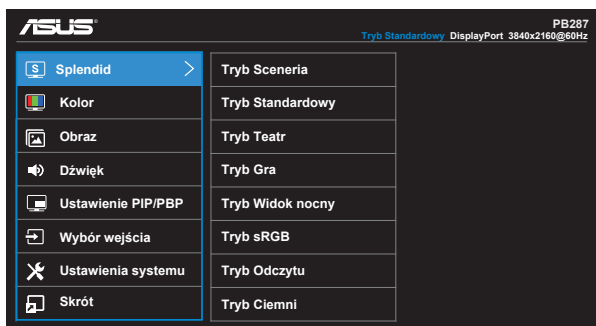 ASUS
PB287
Tryb Standardowy DisplayPort 3840x2160@60Hz
S Splendid
Kolor
Obraz
Dźwięk
Ustawienie PIP/PBP
Wybór wejścia
Ustawienia systemu
Skrót
Tryb Sceneria
Tryb Standardowy
Tryb Teatr
Tryb Gra
Tryb Widok nocny
Tryb sRGB
Tryb Odczytu
Tryb Ciemni